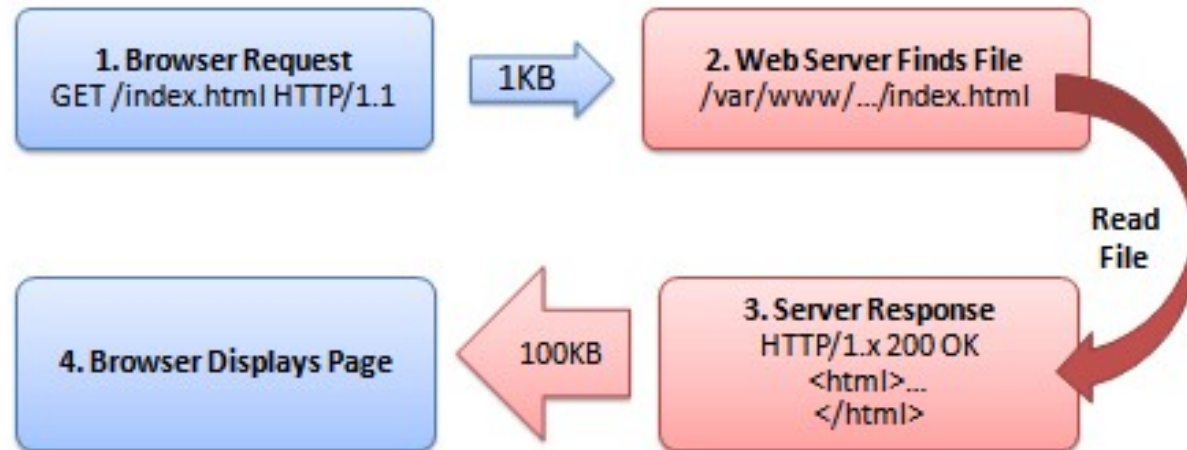 1. Browser Request
GET /index.html HTTP/1.1
1KB
2. Web Server Finds File
/var/www/.../index.html
Read
File
3. Server Response
HTTP/1.x 200 OK
<html>...
</html>
100KB
4. Browser Displays Page